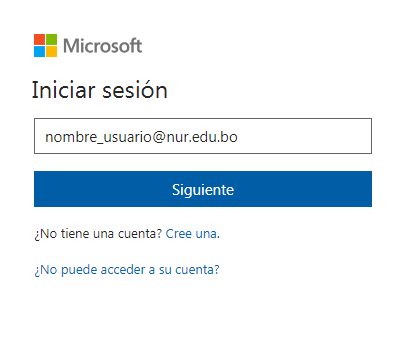 Microsoft
Iniciar sesión
nombre_usuario@nur.edu.bo
Siguiente
¿No tiene una cuenta? Cree una.
¿No puede acceder a su cuenta?